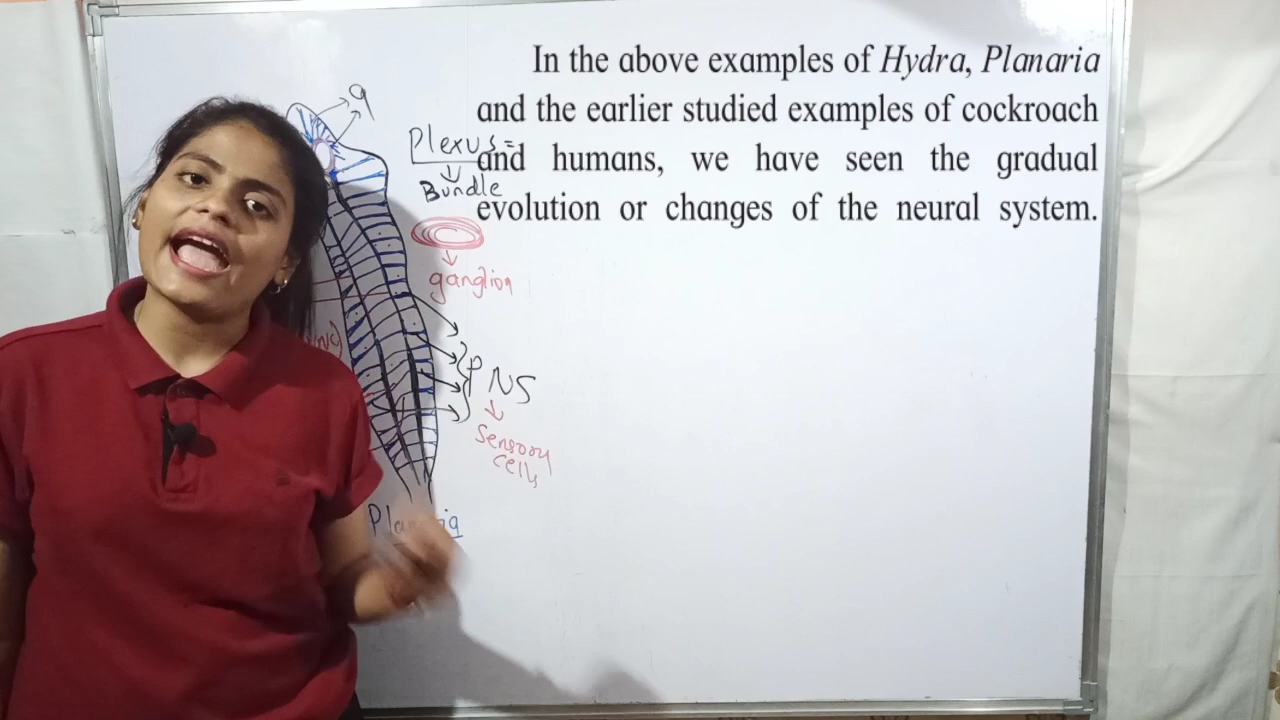 In the above examples of Hydra, Planaria
and the earlier studied examples of cockroach
and humans, we have seen the gradual
evolution or changes of the neural system.
Plexus =
Bundle
ganglion
PNS
Sensory
cells